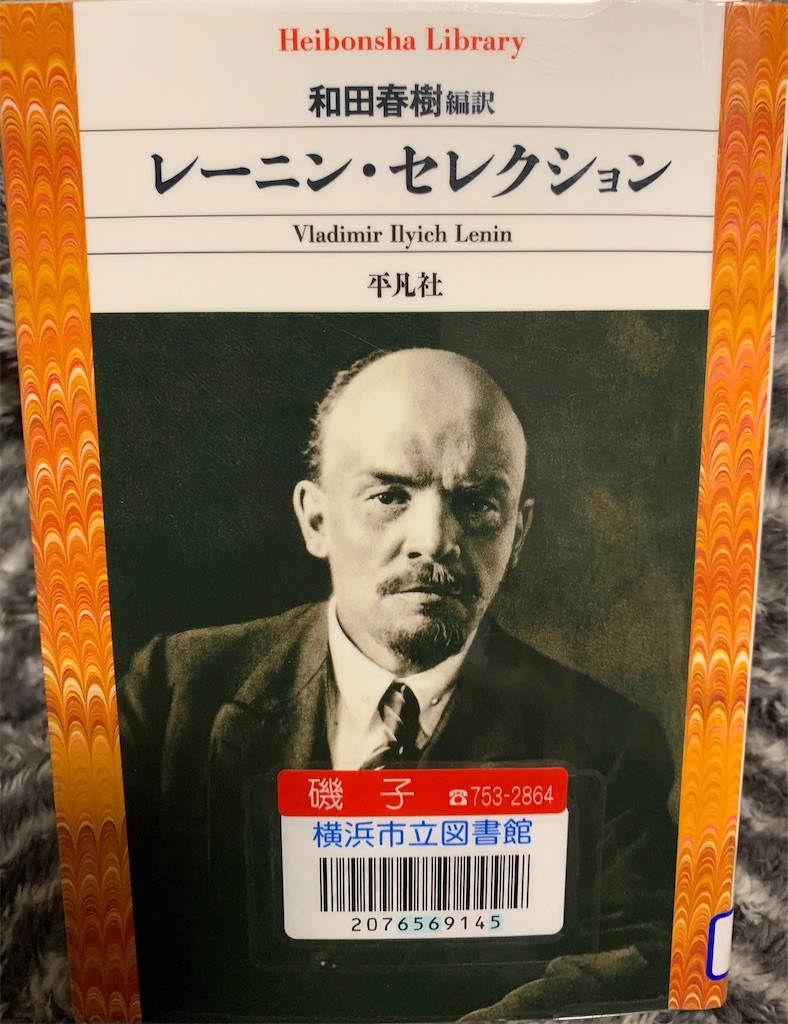 Heibonsha Library
和田春樹編訳
レーニン・セレクション
Vladimir Ilyich Lenin
平凡社
磯 子 ☎753-2864
横浜市立図書館
2076569145